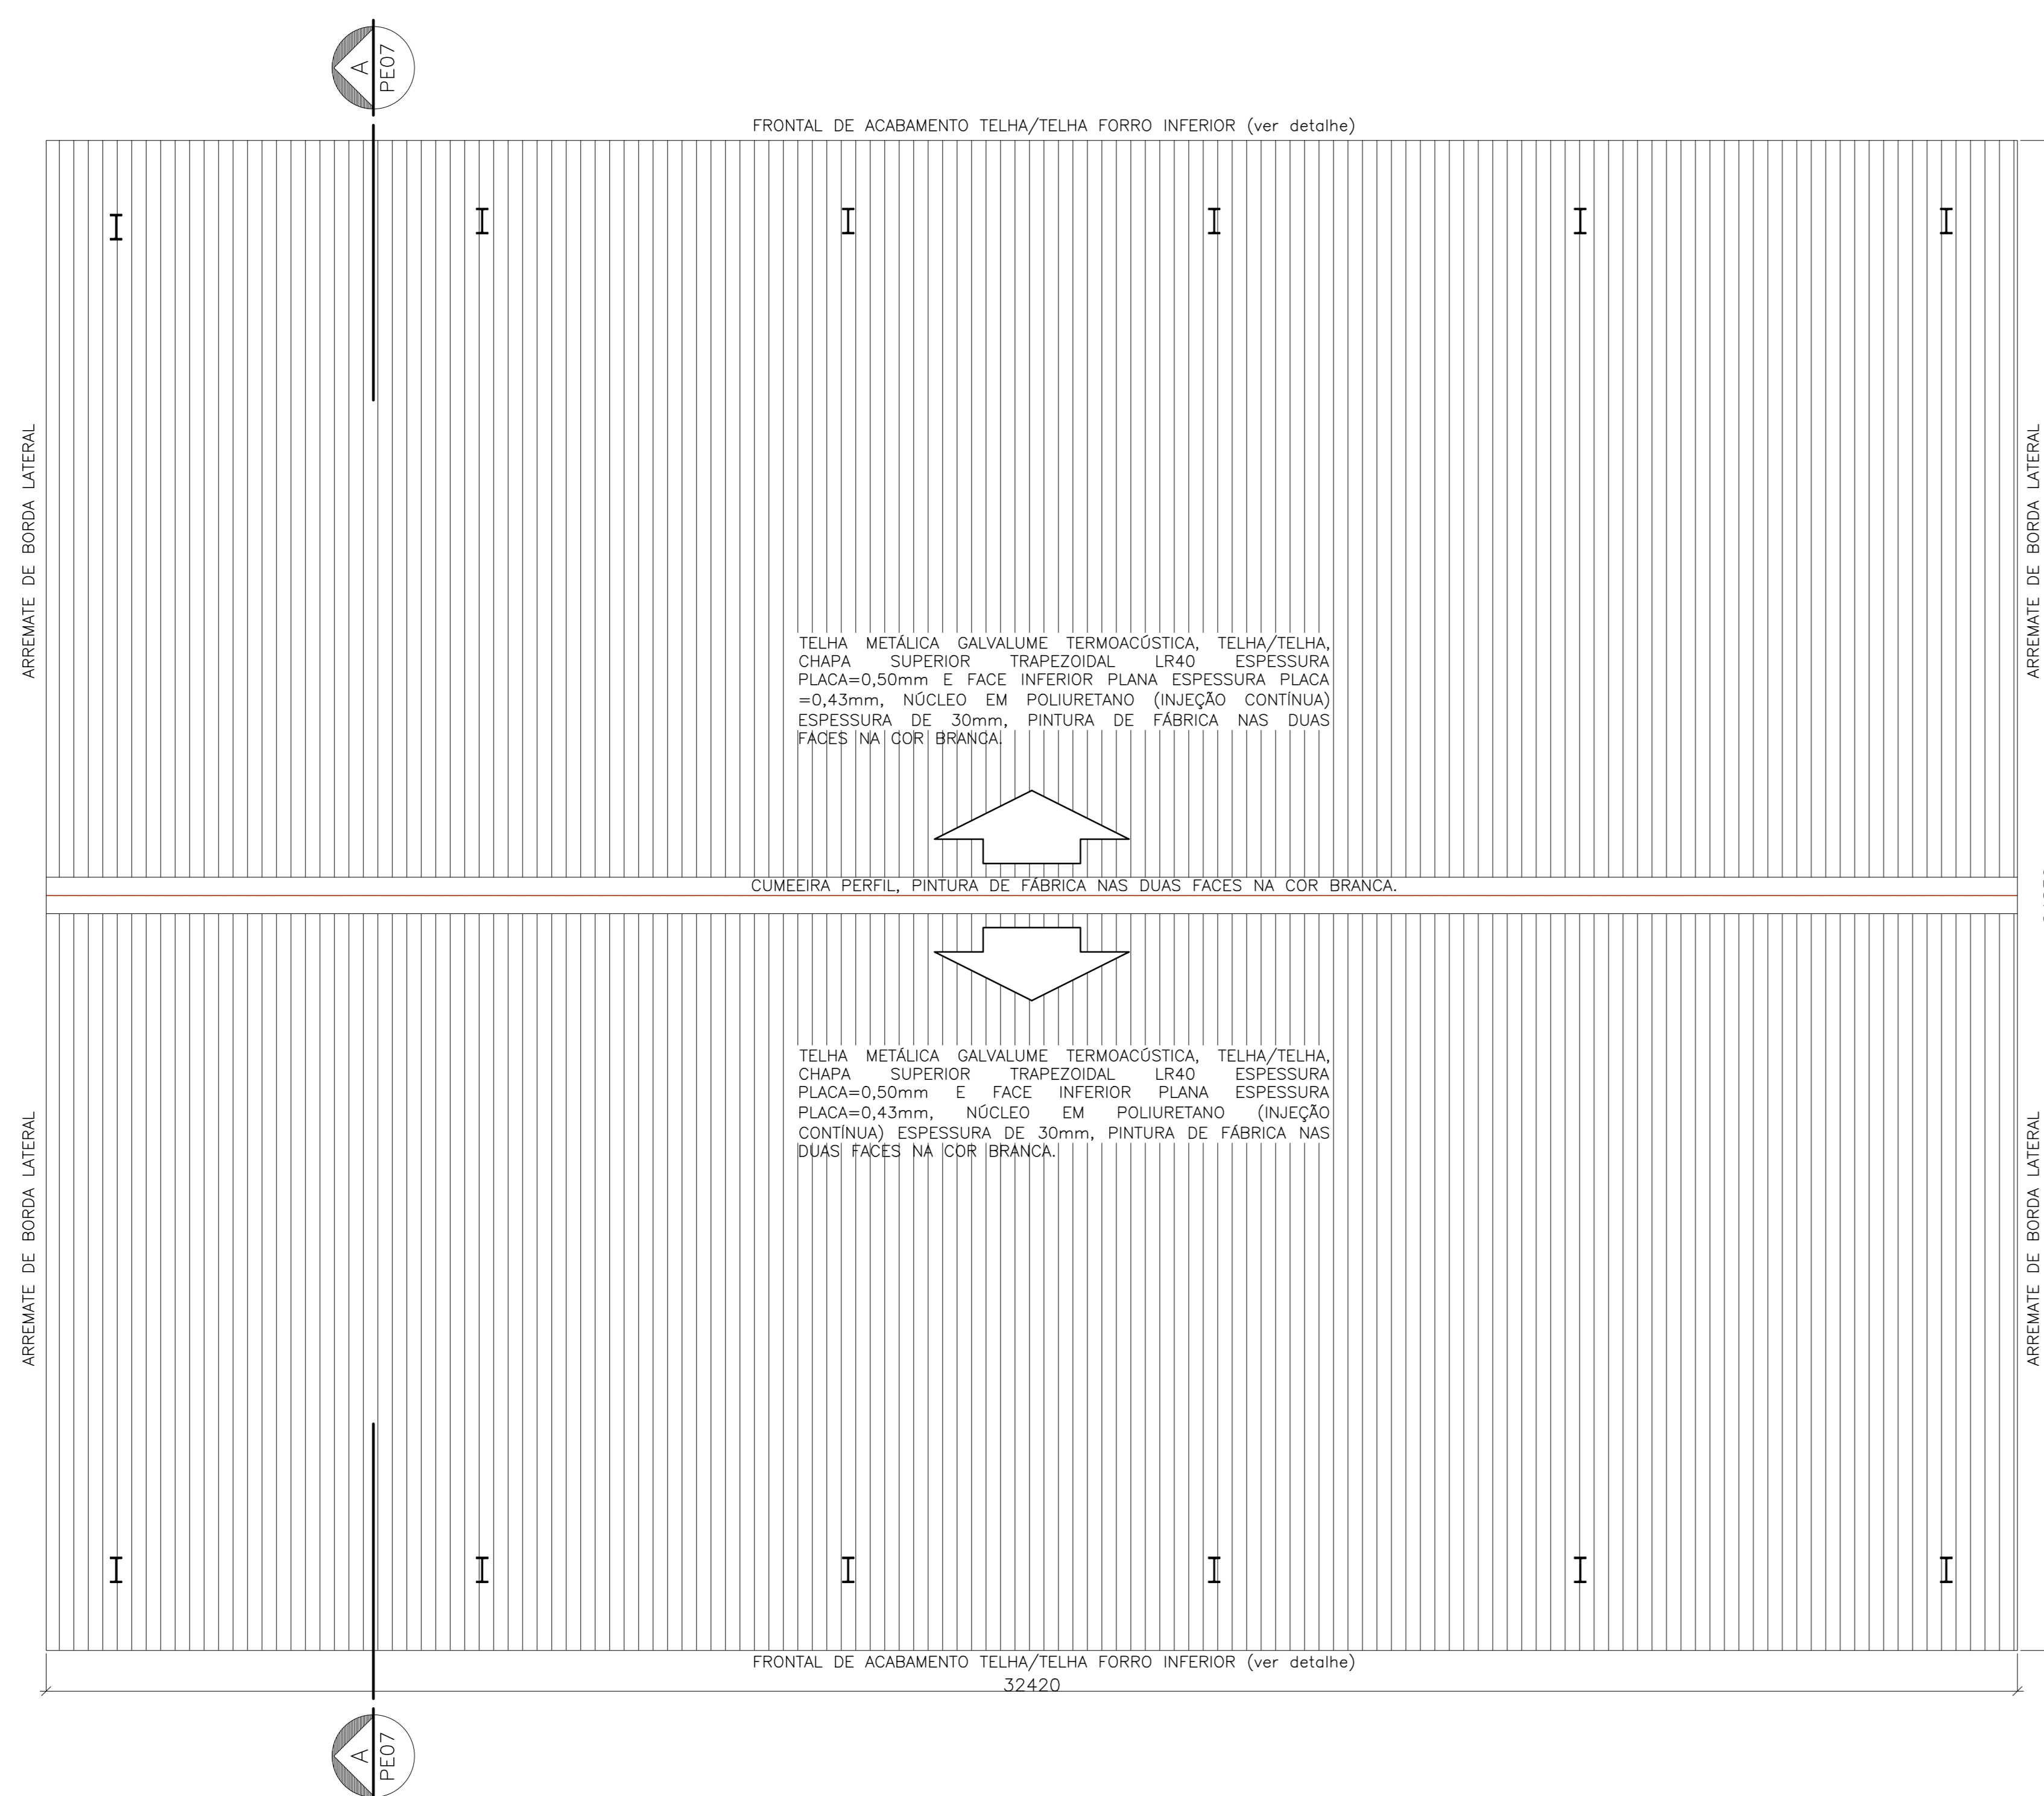 A
PE07
FRONTAL DE ACABAMENTO TELHA/TELHA FORRO INFERIOR (ver detalhe)
ARREMATE DE BORDA LATERAL
ARREMATE DE BORDA LATERAL
TELHA METÁLICA GALVALUME TERMOACÚSTICA, TELHA/TELHA,
CHAPA SUPERIOR TRAPEZOIDAL LR40 ESPESSURA
PLACA=0,50mm E FACE INFERIOR PLANA ESPESSURA PLACA
=0,43mm, NÚCLEO EM POLIURETANO (INJEÇÃO CONTÍNUA)
ESPESSURA DE 30mm, PINTURA DE FÁBRICA NAS DUAS
FACES NA COR BRANCA.
CUMEEIRA PERFIL, PINTURA DE FÁBRICA NAS DUAS FACES NA COR BRANCA.
TELHA METÁLICA GALVALUME TERMOACÚSTICA, TELHA/TELHA,
CHAPA SUPERIOR TRAPEZOIDAL LR40 ESPESSURA
PLACA=0,50mm E FACE INFERIOR PLANA ESPESSURA
PLACA=0,43mm, NÚCLEO EM POLIURETANO (INJEÇÃO
CONTÍNUA) ESPESSURA DE 30mm, PINTURA DE FÁBRICA NAS
DUAS FACES NA COR BRANCA.
ARREMATE DE BORDA LATERAL
ARREMATE DE BORDA LATERAL
FRONTAL DE ACABAMENTO TELHA/TELHA FORRO INFERIOR (ver detalhe)
32420
A
PE07